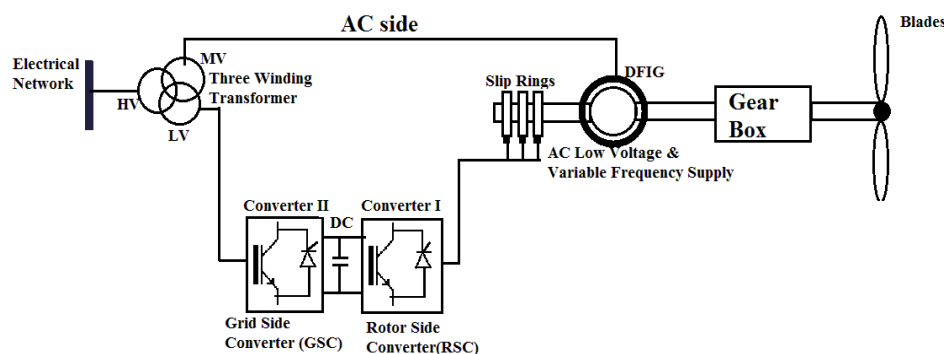 AC side
Blades
Electrical
Network
MV
Three Winding
Transformer
HV
LV
Slip Rings
DFIG
Gear
Box
AC Low Voltage &
Variable Frequency Supply
Converter II
DC
Converter I
Grid Side
Converter (GSC)
Rotor Side
Converter(RSC)